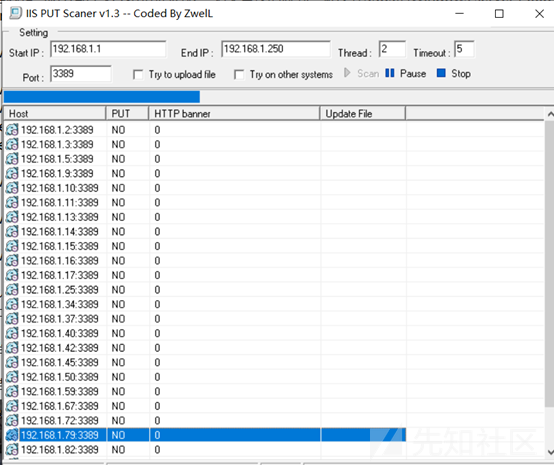 IIS PUT Scaner v1.3 -- Coded By ZwelL
Setting
Start IP : 192.168.1.1 End IP : 192.168.1.250 Thread : 2 Timeout : 5
Port : 3389 Try to upload file Try on other systems Scan Pause Stop
Host PUT HTTP banner Update File
192.168.1.2:3389 NO 0
192.168.1.3:3389 NO 0
192.168.1.5:3389 NO 0
192.168.1.9:3389 NO 0
192.168.1.10:3389 NO 0
192.168.1.11:3389 NO 0
192.168.1.13:3389 NO 0
192.168.1.14:3389 NO 0
192.168.1.15:3389 NO 0
192.168.1.16:3389 NO 0
192.168.1.17:3389 NO 0
192.168.1.25:3389 NO 0
192.168.1.34:3389 NO 0
192.168.1.37:3389 NO 0
192.168.1.40:3389 NO 0
192.168.1.42:3389 NO 0
192.168.1.45:3389 NO 0
192.168.1.50:3389 NO 0
192.168.1.59:3389 NO 0
192.168.1.67:3389 NO 0
192.168.1.72:3389 NO 0
192.168.1.79:3389 NO 0
192.168.1.82:3389 NO 0
先知社区